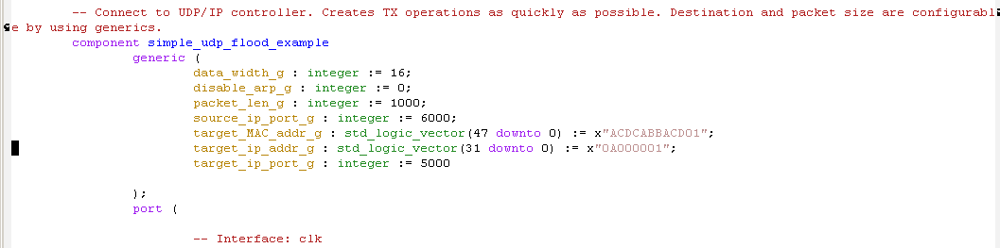 -- Connect to UDP/IP controller. Creates TX operations as quickly as possible. Destination and packet size are configurabl
e by using generics.
component simple_udp_flood_example
generic (
data_width_g : integer := 16;
disable_arp_g : integer := 0;
packet_len_g : integer := 1000;
source_ip_port_g : integer := 6000;
target_MAC_addr_g : std_logic_vector(47 downto 0) := x"ACDCABBACD01";
target_ip_addr_g : std_logic_vector(31 downto 0) := x"0A000001";
target_ip_port_g : integer := 5000
);
port (
-- Interface: clk